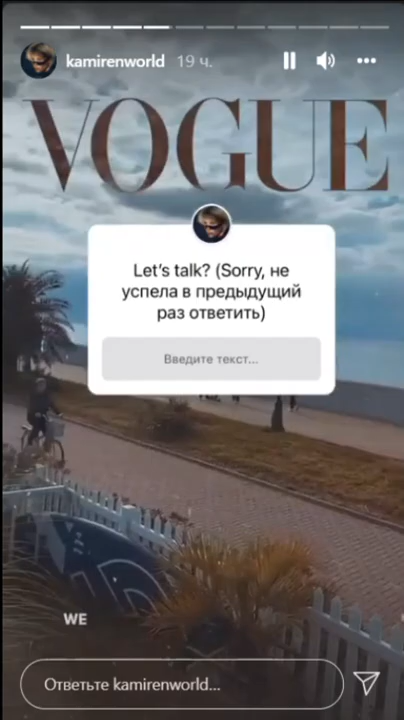 kamirenworld 19 ч.
VOGUE
Let's talk? (Sorry, не
успела в предыдущий
раз ответить)
Введите текст...
WE
Ответьте kamirenworld...